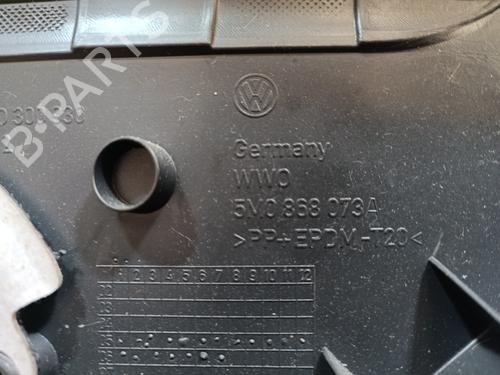 B-PARTS
Germany
WWO
5M0 868 073A
>PP+EPDM-T20<
1 2 3 4 5 6 7 8 9 10 11 12